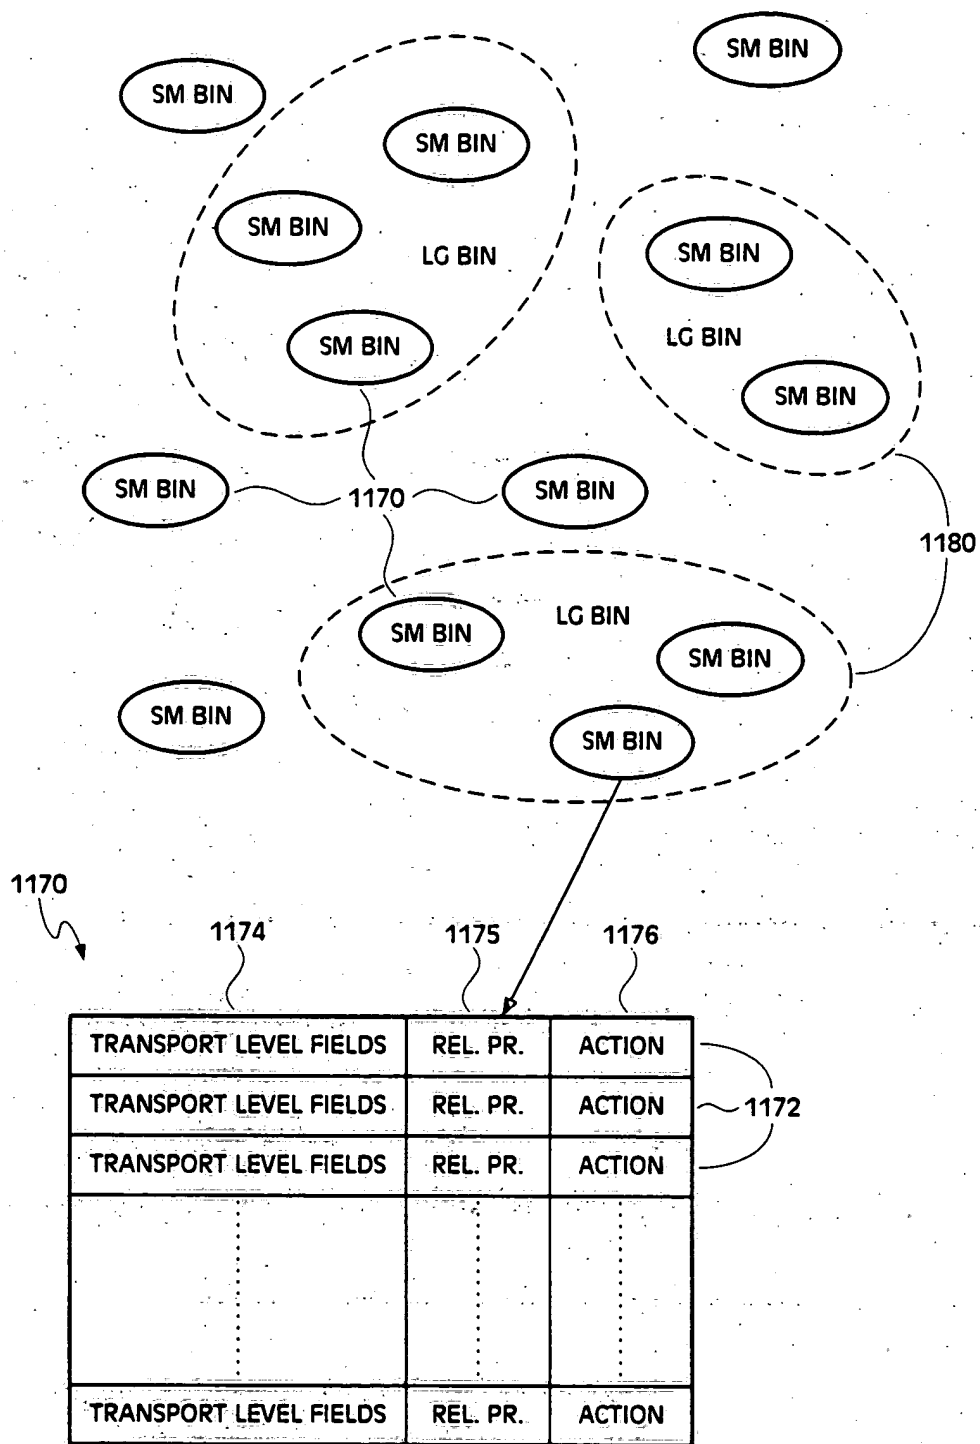 SM BIN
SM BIN
SM BIN
SM BIN
LG BIN
SM BIN
SM BIN
LG BIN
SM BIN
SM BIN
1170
SM BIN
1180
SM BIN
LG BIN
SM BIN
SM BIN
SM BIN
1170
1174 1175 1176
TRANSPORT LEVEL FIELDS REL. PR. ACTION
TRANSPORT LEVEL FIELDS REL. PR. ACTION
1172
TRANSPORT LEVEL FIELDS REL. PR. ACTION
TRANSPORT LEVEL FIELDS REL. PR. ACTION